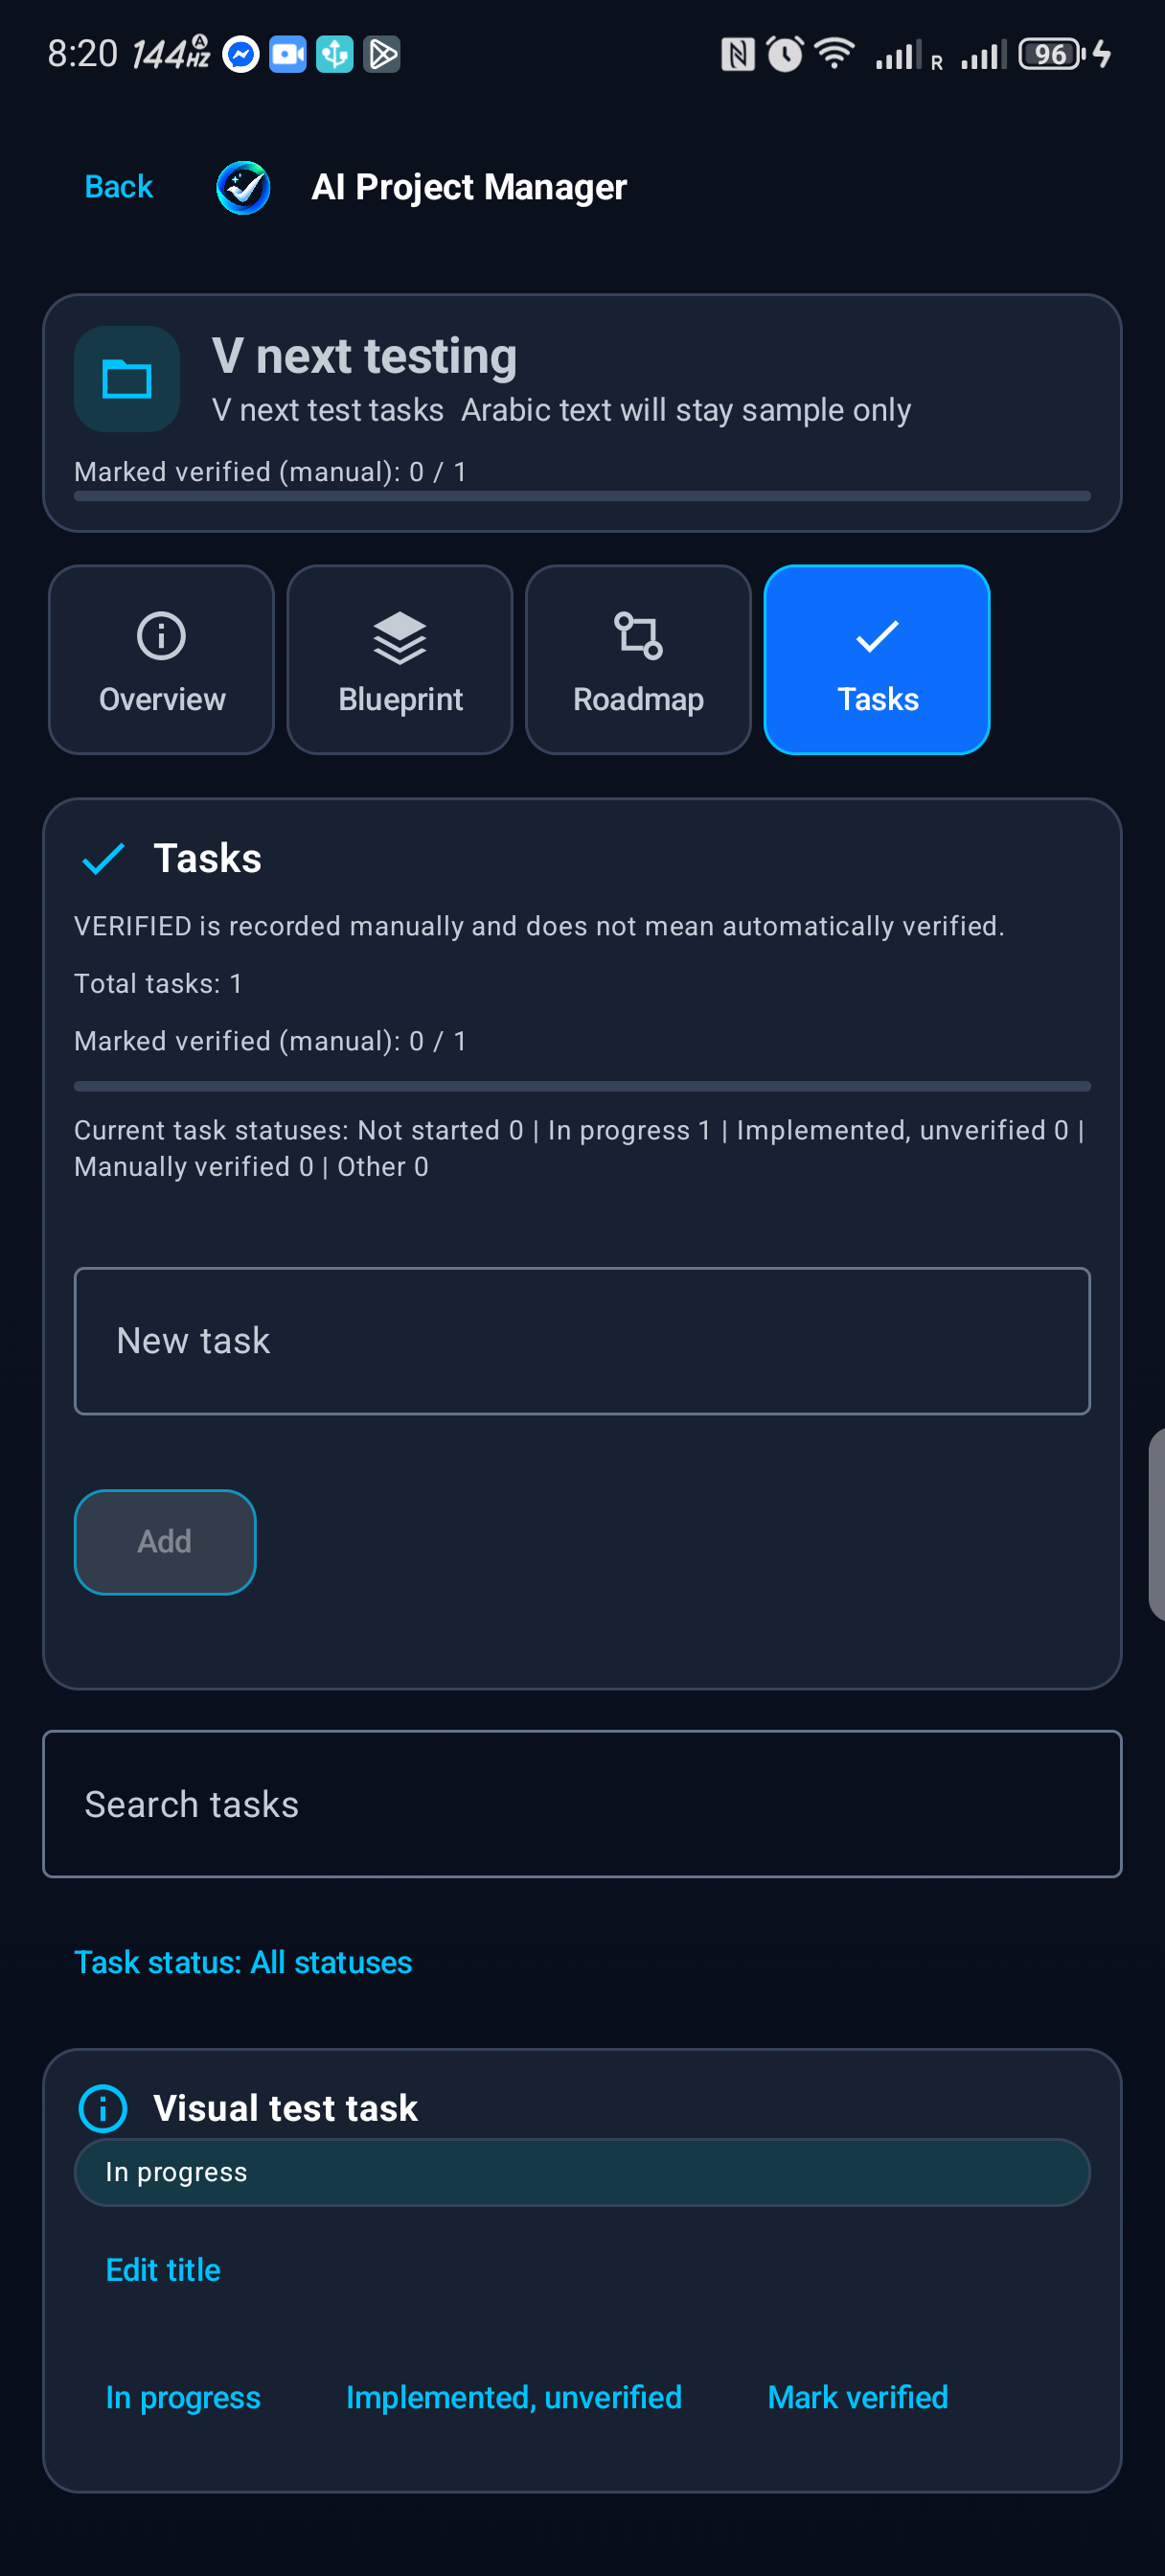 8:20 144HZ A R 96
Back AI Project Manager
V next testing
V next test tasks  Arabic text will stay sample only
Marked verified (manual): 0 / 1
Overview Blueprint Roadmap Tasks
Tasks
VERIFIED is recorded manually and does not mean automatically verified.
Total tasks: 1
Marked verified (manual): 0 / 1
Current task statuses: Not started 0 | In progress 1 | Implemented, unverified 0 |
Manually verified 0 | Other 0
New task
Add
Search tasks
Task status: All statuses
Visual test task
In progress
Edit title
In progress Implemented, unverified Mark verified